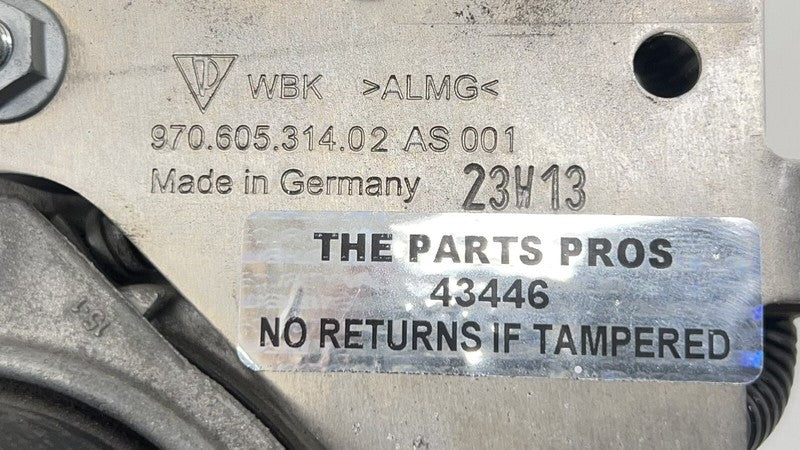 WBK >ALMG<
970.605.314.02 AS 001
Made in Germany 23W13
THE PARTS PROS
43446
NO RETURNS IF TAMPERED
151